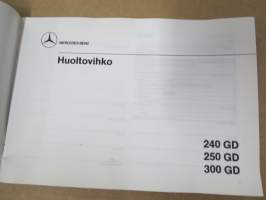 MERCEDES-BENZ
Huoltovihko
240 GD
250 GD
300 GD